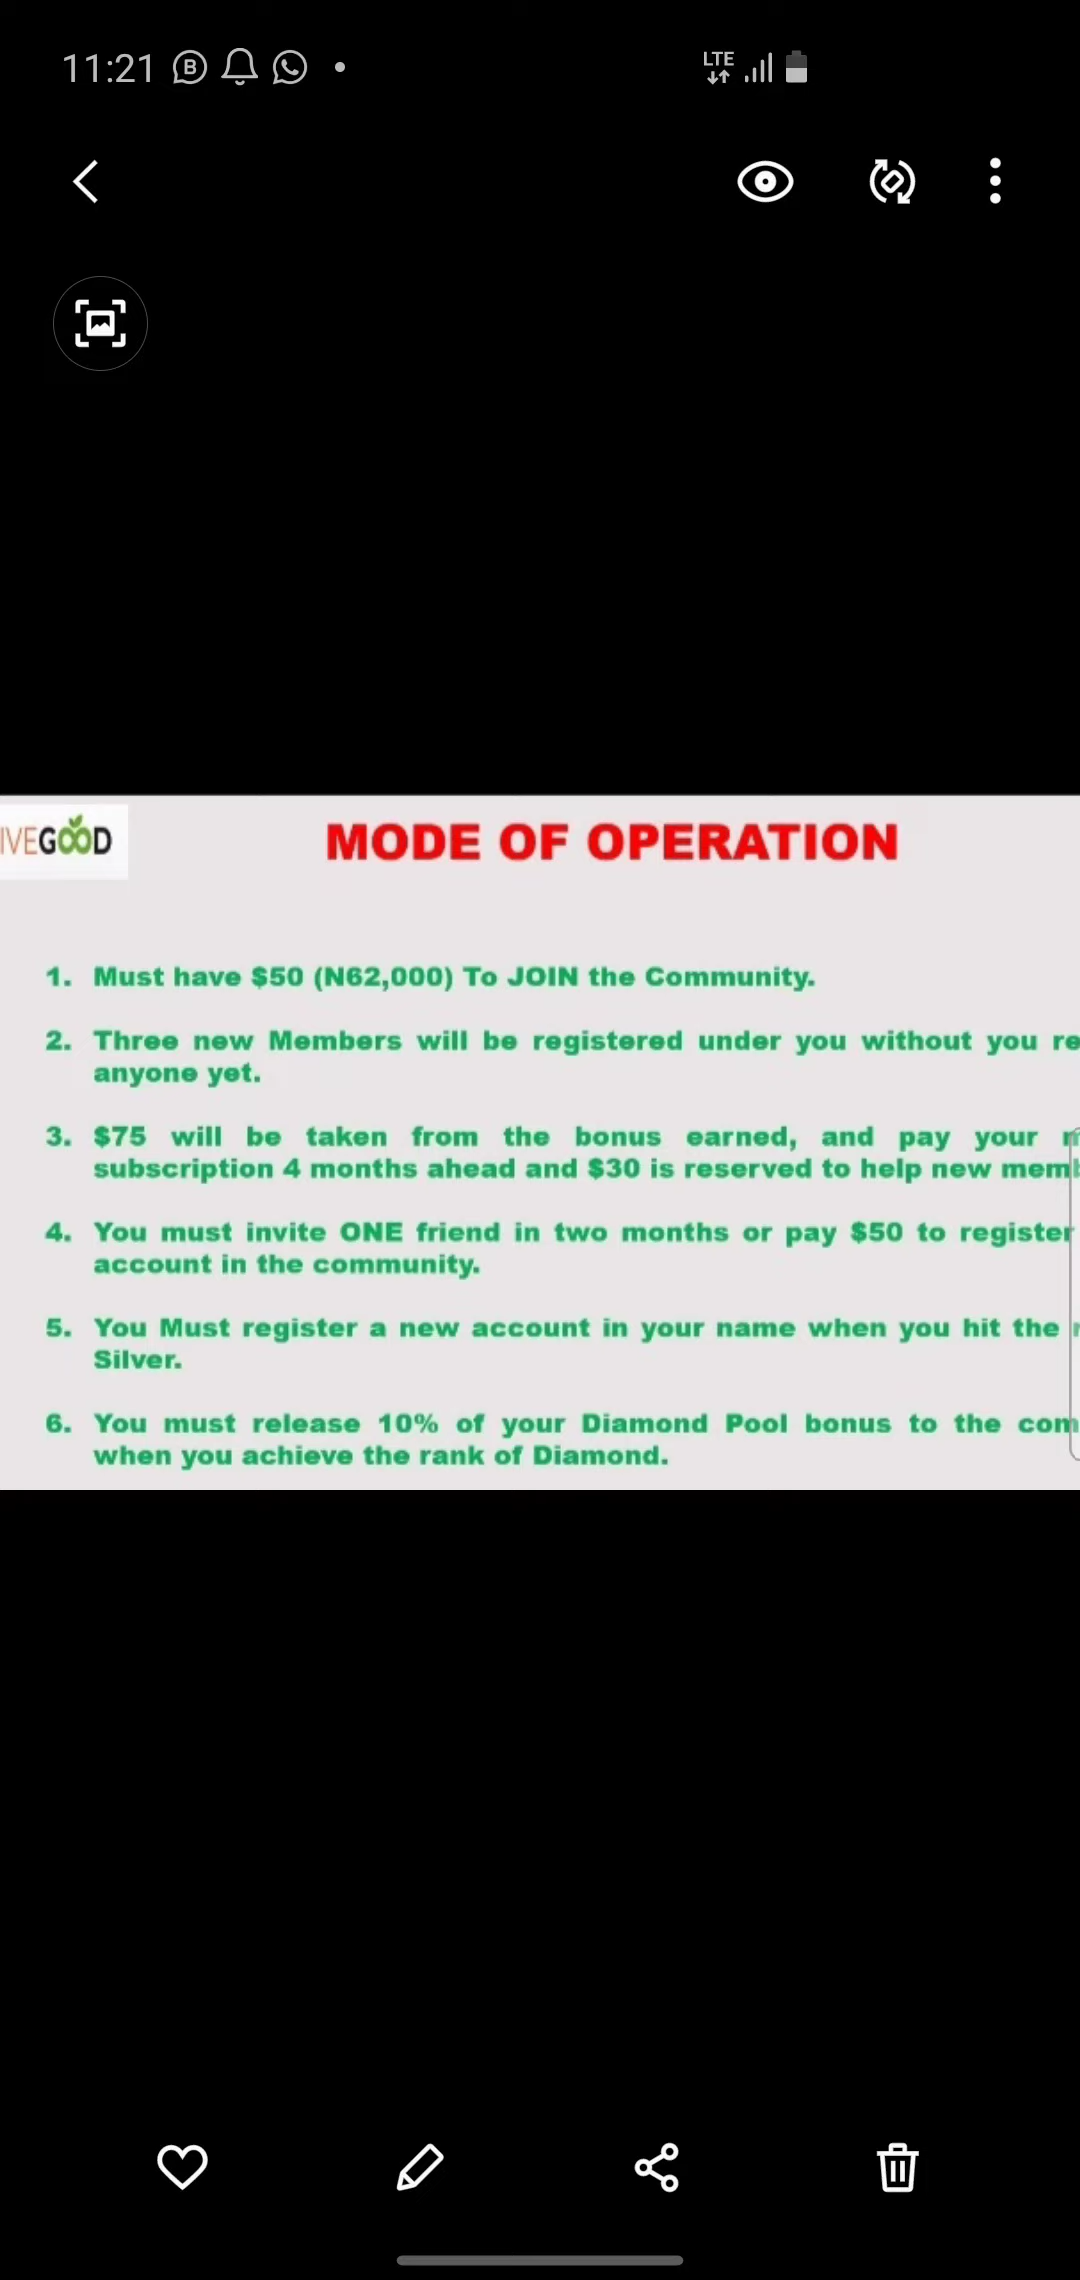 11:21
LTE
IVEGOOD
MODE OF OPERATION
1. Must have $50 (N62,000) To JOIN the Community.
2. Three new Members will be registered under you without you
anyone yet.
3. $75 will be taken from the bonus earned, and pay your
subscription 4 months ahead and $30 is reserved to help new
4. You must invite ONE friend in two months or pay $50 to register
account in the community.
5. You Must register a new account in your name when you hit the
Silver.
6. You must release 10% of your Diamond Pool bonus to the
when you achieve the rank of Diamond.